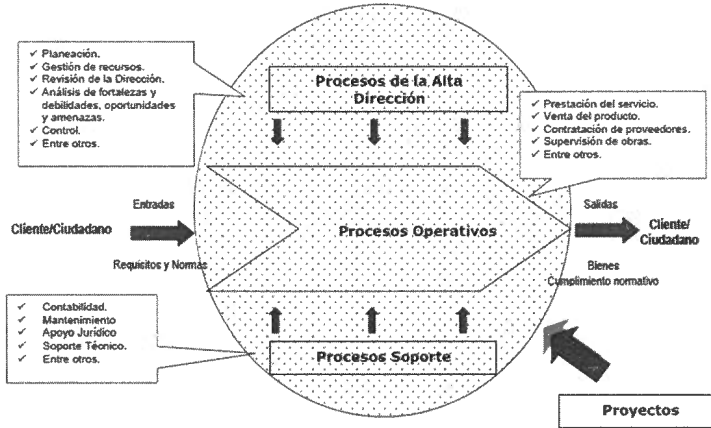 ✓ Planeación.
✓ Gestión de recursos.
✓ Revisión de la Dirección.
✓ Análisis de fortalezas y
debilidades, oportunidades
y amenazas.
✓ Control.
✓ Entre otros.
Procesos de la Alta
Dirección
✓ Prestación del servicio.
✓ Venta del producto.
✓ Contratación de proveedores.
✓ Supervisión de obras.
✓ Entre otros.
Entradas
Cliente/Ciudadano
Requisitos y Normas
Procesos Operativos
Salidas
Cliente/
Ciudadano
Bienes
Cumplimiento normativo
✓ Contabilidad.
✓ Mantenimiento
✓ Apoyo Jurídico
✓ Soporte Técnico.
✓ Entre otros.
Procesos Soporte
Proyectos